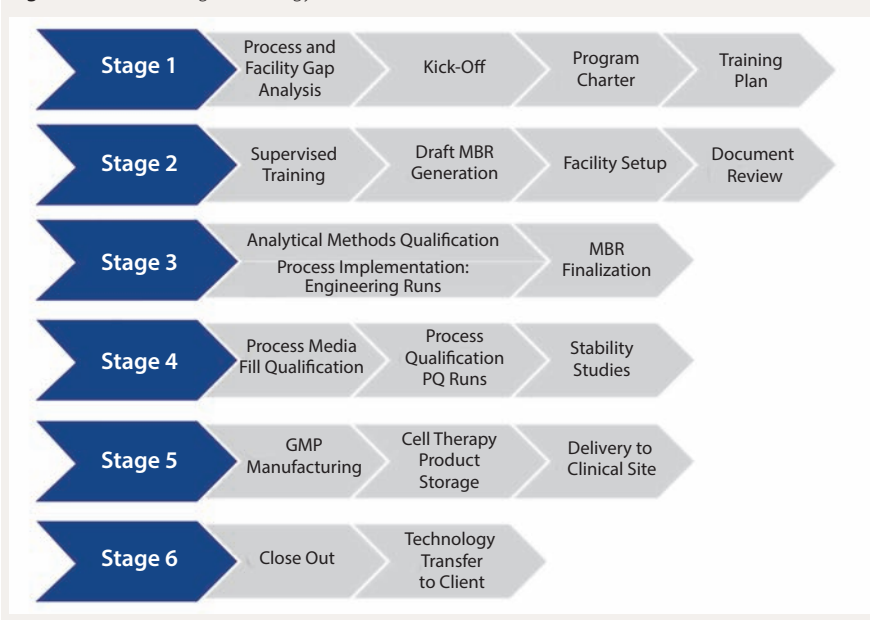 Stage 1
Process and
Facility Gap
Analysis
Kick-Off
Program
Charter
Training
Plan
Stage 2
Supervised
Training
Draft MBR
Generation
Facility Setup
Document
Review
Stage 3
Analytical Methods Qualification
Process Implementation:
Engineering Runs
MBR
Finalization
Stage 4
Process Media
Fill Qualification
Process
Qualification
PQ Runs
Stability
Studies
Stage 5
GMP
Manufacturing
Cell Therapy
Product
Storage
Delivery to
Clinical Site
Stage 6
Close Out
Technology
Transfer
to Client